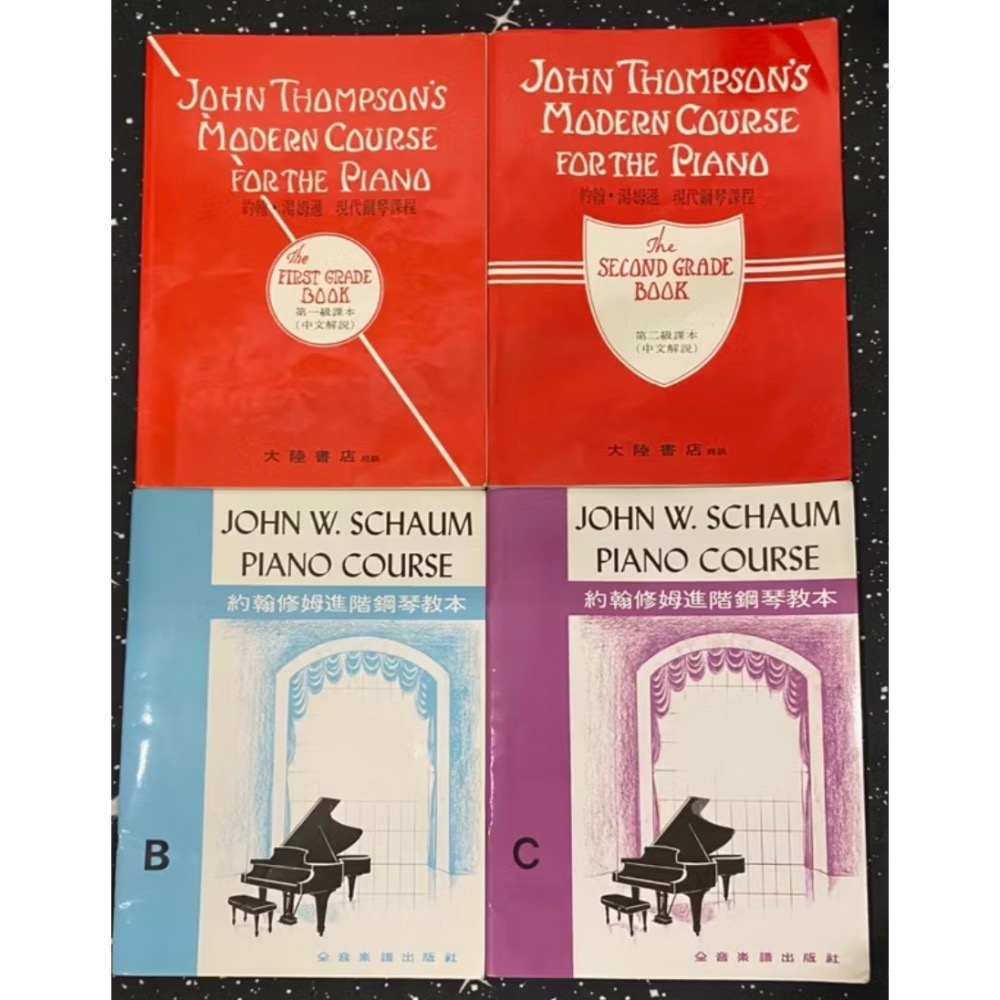 JOHN THOMPSON'S
MODERN COURSE
FOR THE PIANO
約翰・湯姆遜 現代鋼琴課程
The
FIRST GRADE
BOOK
第一級課本
(中文解説)
大陸書店
JOHN THOMPSON'S
MODERN COURSE
FOR THE PIANO
約翰・湯姆遜 現代鋼琴課程
The
SECOND GRADE
BOOK
第二級課本
(中文解説)
大陸書店
JOHN W. SCHAUM
PIANO COURSE
約翰修姆進階鋼琴教本
B
全音樂譜出版社
JOHN W. SCHAUM
PIANO COURSE
約翰修姆進階鋼琴教本
C
全音樂譜出版社